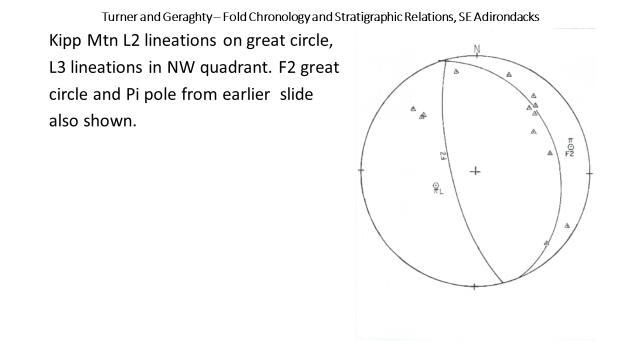 Turner and Geraghty – Fold Chronology and Stratigraphic Relations, SE Adirondacks
Kipp Mtn L2 lineations on great circle,
L3 lineations in NW quadrant. F2 great
circle and Pi pole from earlier slide
also shown.
N
F2
F2